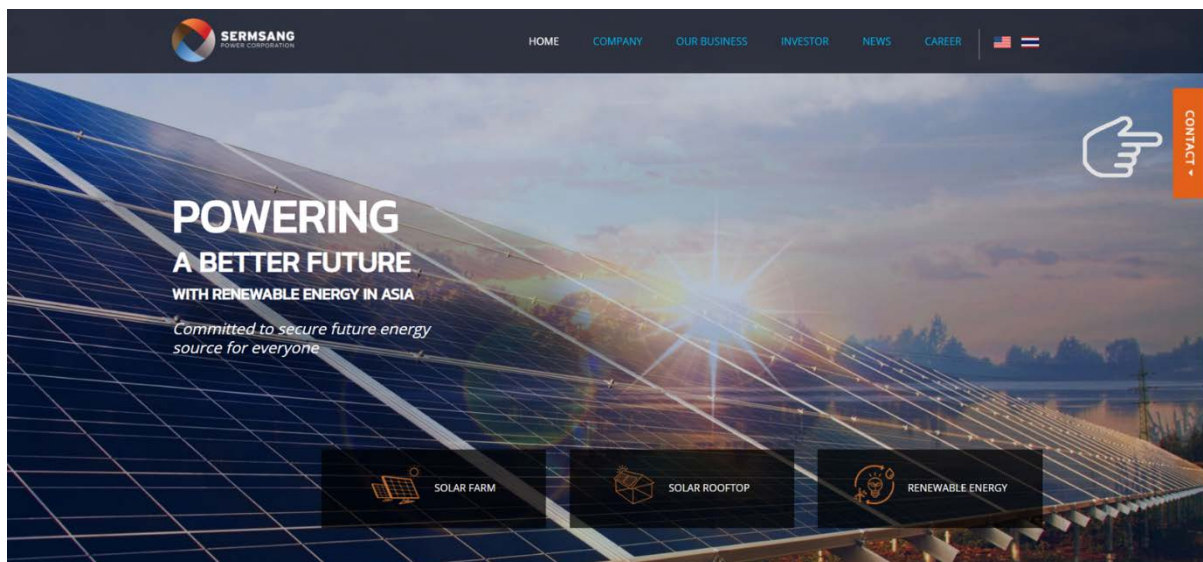 SERMSANG
POWER CORPORATION
HOME COMPANY OUR BUSINESS INVESTOR NEWS CAREER
CONTACT
POWERING
A BETTER FUTURE
WITH RENEWABLE ENERGY IN ASIA
Committed to secure future energy
source for everyone
SOLAR FARM SOLAR ROOFTOP RENEWABLE ENERGY